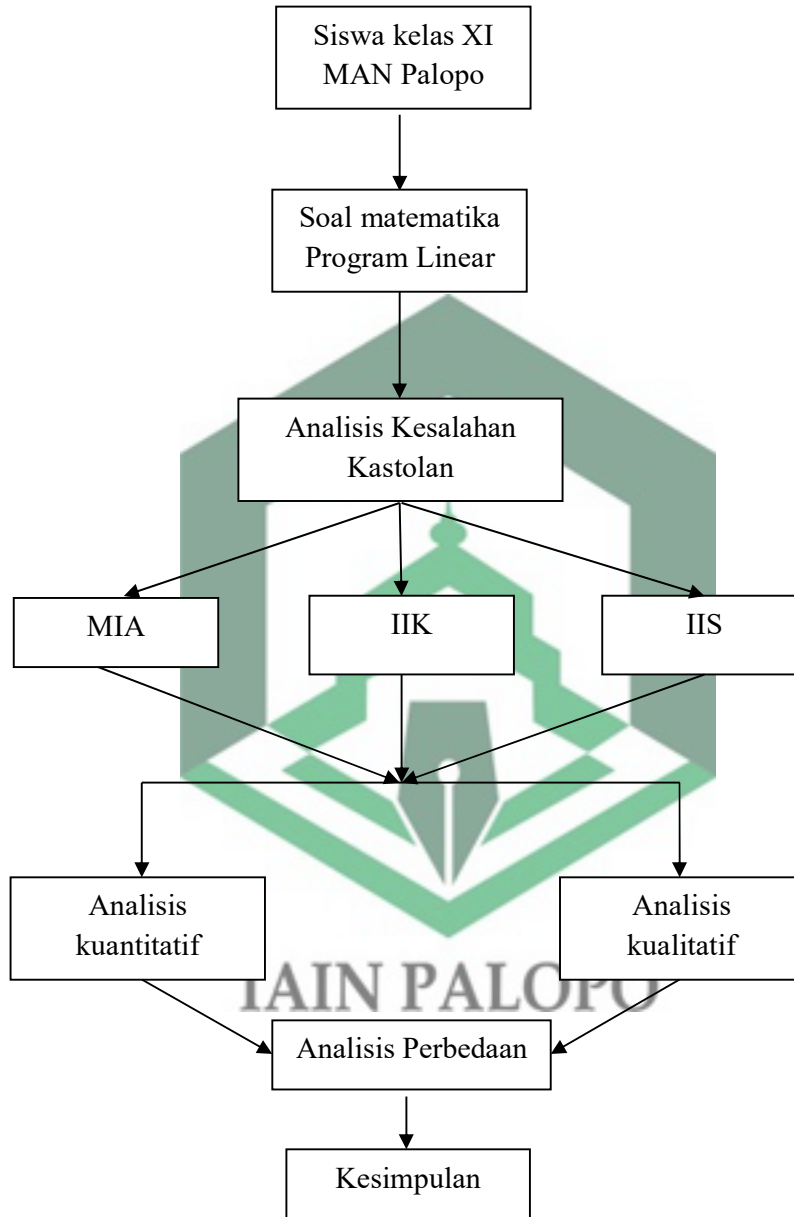 Siswa kelas XI
MAN Palopo
Soal matematika
Program Linear
Analisis Kesalahan
Kastolan
MIA
IIK
IIS
Analisis
kuantitatif
Analisis
kualitatif
IAIN PALOPO
Analisis Perbedaan
Kesimpulan